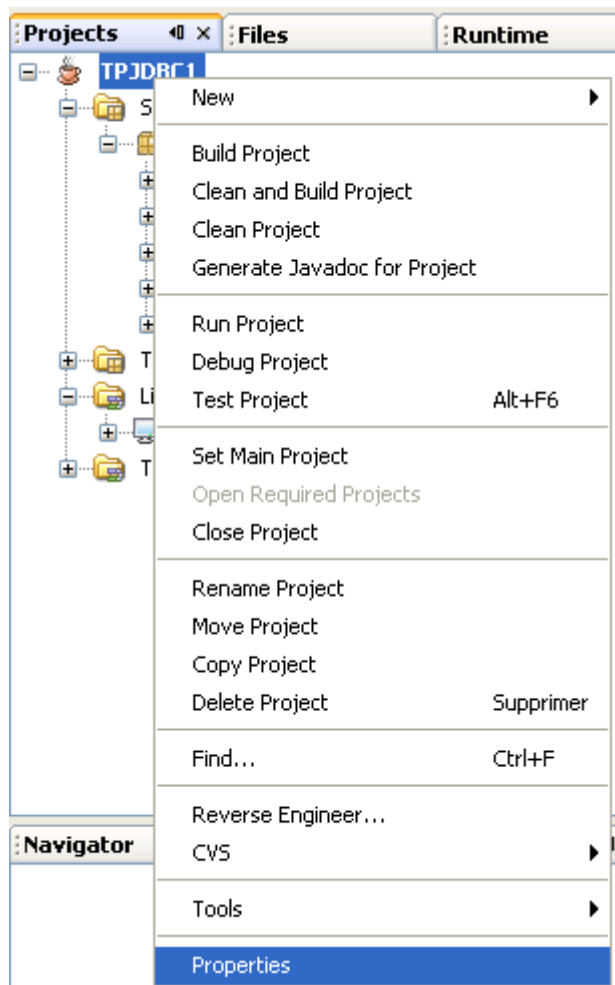 Projects Files Runtime
TPJDBC1
New
S
Build Project
Clean and Build Project
Clean Project
Generate Javadoc for Project
Run Project
T Debug Project
Li Test Project Alt+F6
Set Main Project
T Open Required Projects
Close Project
Rename Project
Move Project
Copy Project
Delete Project Supprimer
Find... Ctrl+F
Reverse Engineer...
Navigator
CVS
Tools
Properties